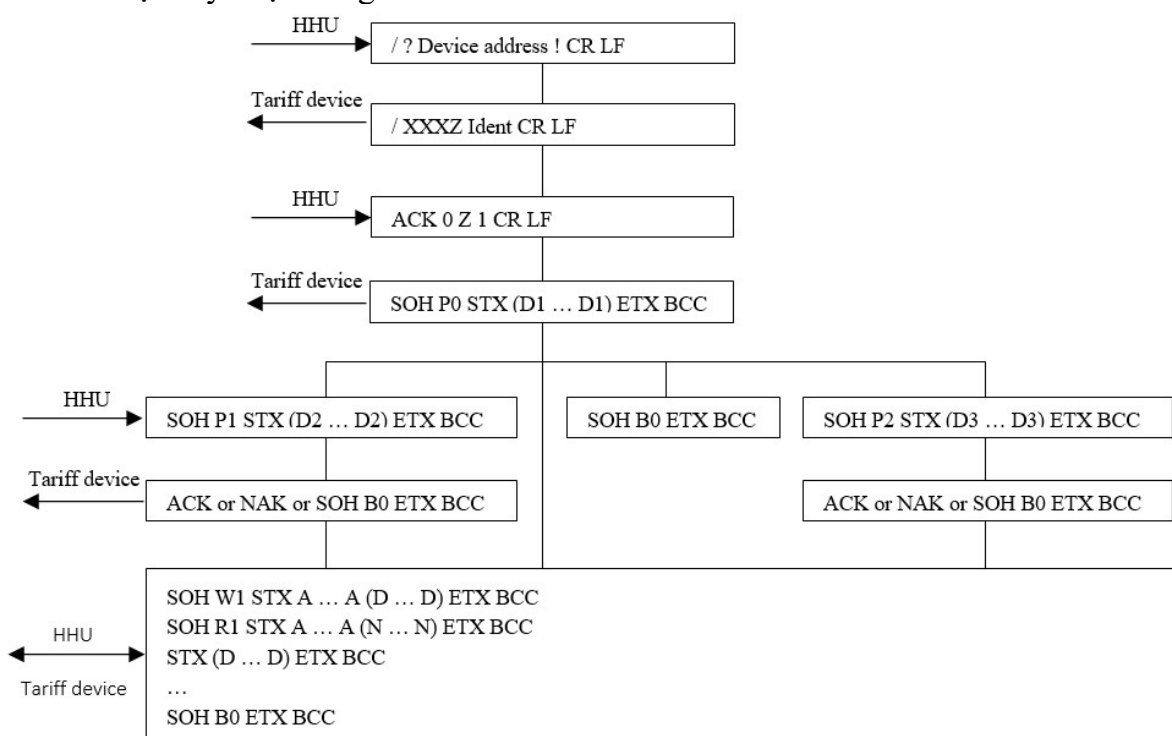 HHU
/ ? Device address ! CR LF
Tariff device
/ XXXZ Ident CR LF
HHU
ACK 0 Z 1 CR LF
Tariff device
SOH P0 STX (D1 … D1) ETX BCC
HHU
SOH P1 STX (D2 … D2) ETX BCC
SOH B0 ETX BCC
SOH P2 STX (D3 … D3) ETX BCC
Tariff device
ACK or NAK or SOH B0 ETX BCC
ACK or NAK or SOH B0 ETX BCC
HHU
Tariff device
SOH W1 STX A … A (D … D) ETX BCC
SOH R1 STX A … A (N … N) ETX BCC
STX (D … D) ETX BCC
…
SOH B0 ETX BCC